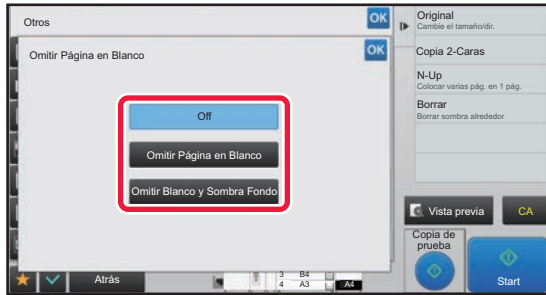 Otros
OK
Omitir Página en Blanco
OK
Off
Omitir Página en Blanco
Omitir Blanco y Sombra Fondo
Atrás
3 B4
4 A3
A4
Original
Cambie el tamaño/dir.
Copia 2-Caras
N-Up
Colocar varias pág. en 1 pág.
Borrar
Borrar sombra alrededor
Vista previa
CA
Copia de
prueba
Start